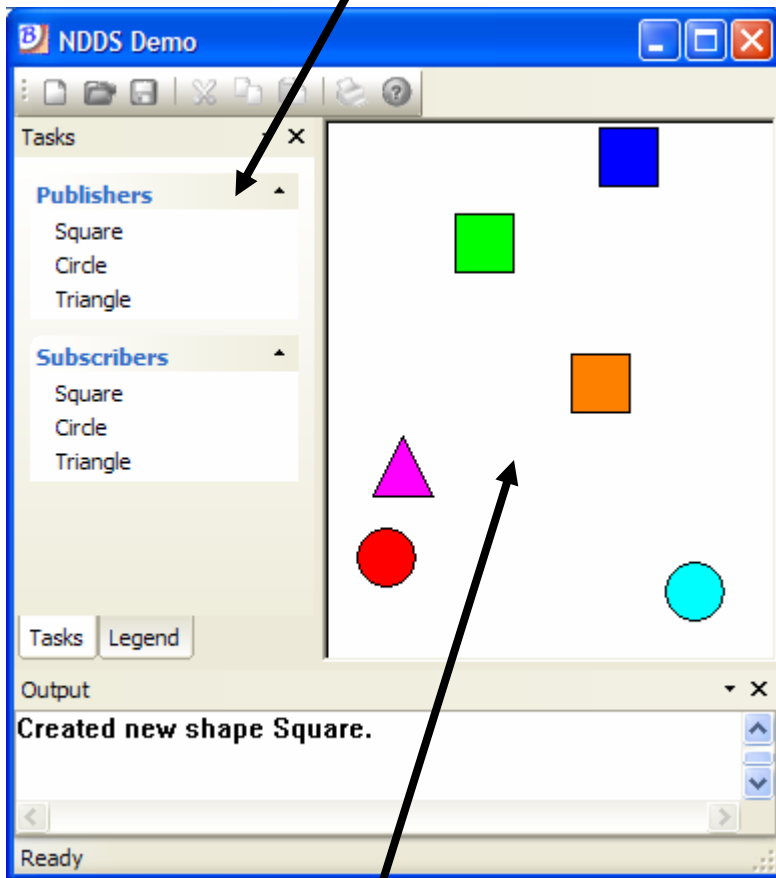 NDDS Demo
Tasks
Publishers
Square
Circle
Triangle
Subscribers
Square
Circle
Triangle
Tasks Legend
Output
Created new shape Square.
Ready